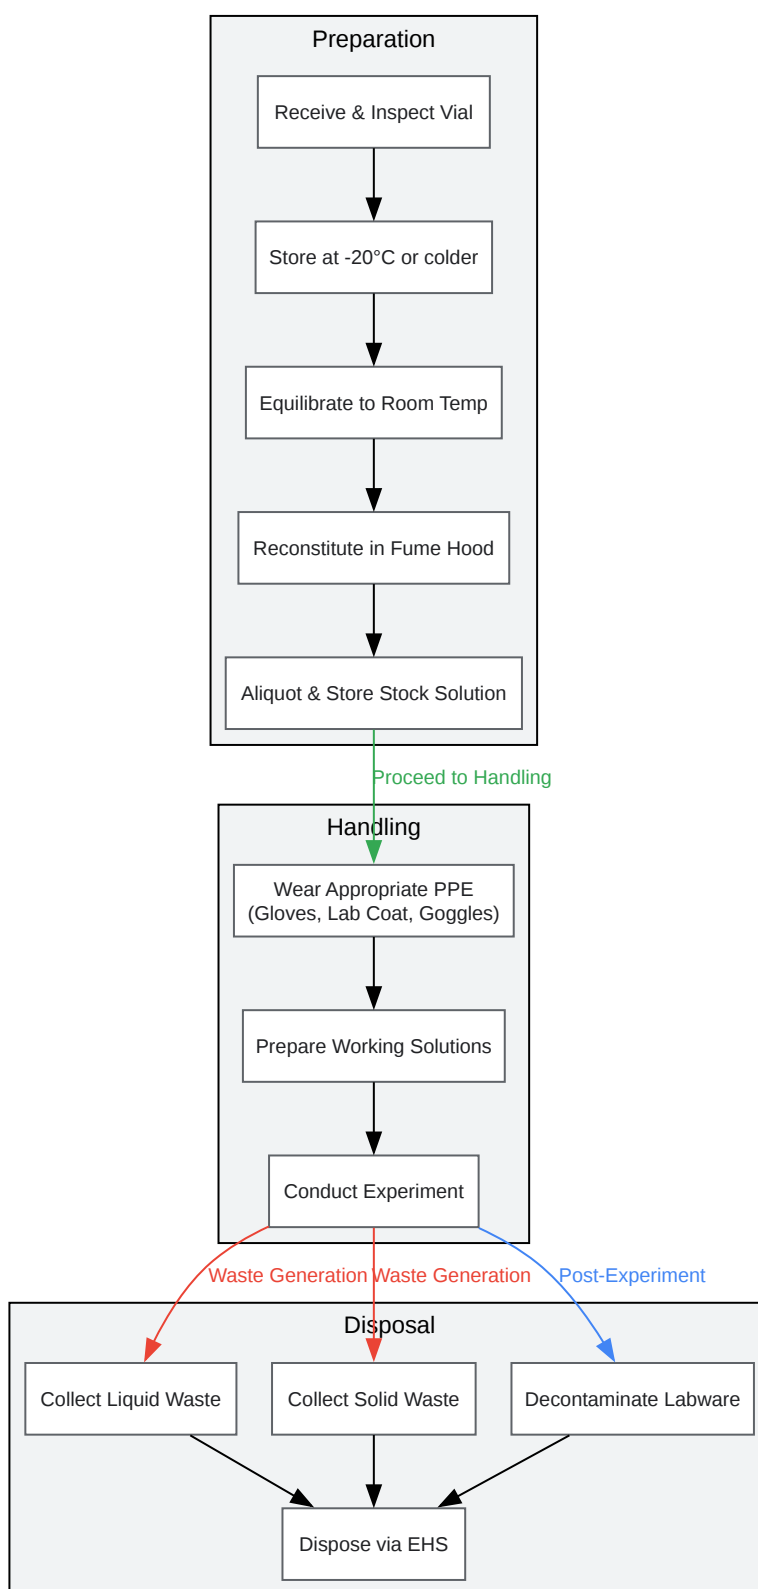 Preparation
Receive & Inspect Vial
Store at -20°C or colder
Equilibrate to Room Temp
Reconstitute in Fume Hood
Aliquot & Store Stock Solution
Proceed to Handling
Handling
Wear Appropriate PPE
(Gloves, Lab Coat, Goggles)
Prepare Working Solutions
Conduct Experiment
Waste Generation
Waste Generation
Post-Experiment
Disposal
Collect Liquid Waste
Collect Solid Waste
Decontaminate Labware
Dispose via EHS